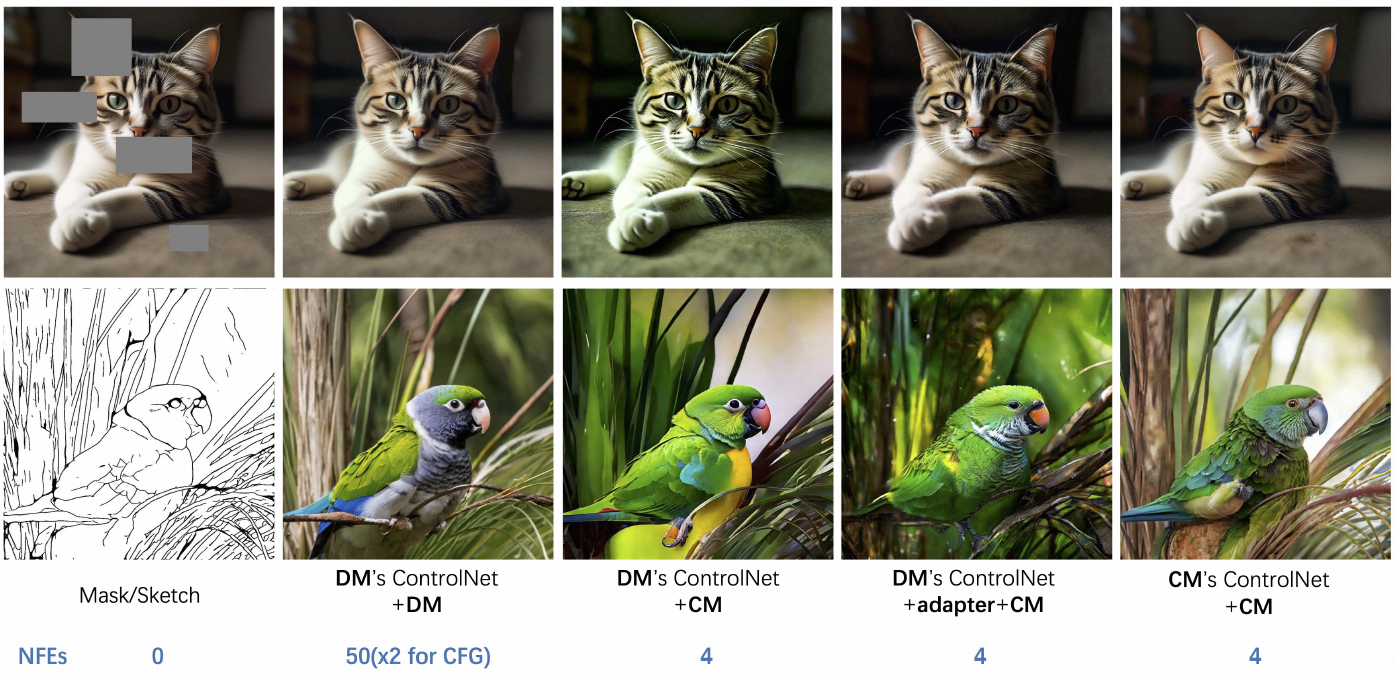 Mask/Sketch
DM's ControlNet
+DM
DM's ControlNet
+CM
DM's ControlNet
+adapter+CM
CM's ControlNet
+CM
NFEs 0 50(x2 for CFG) 4 4 4